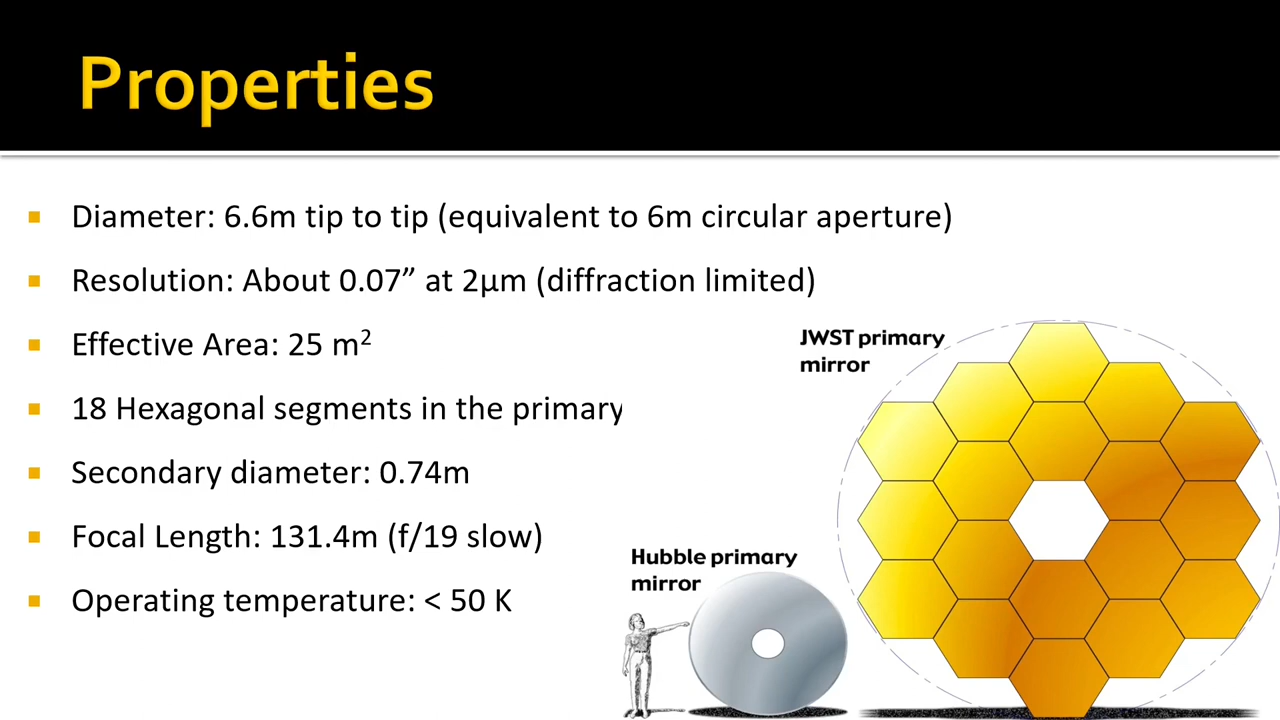 Properties
Diameter: 6.6m tip to tip (equivalent to 6m circular aperture)
Resolution: About 0.07” at 2μm (diffraction limited)
Effective Area: 25 m²
18 Hexagonal segments in the primary
Secondary diameter: 0.74m
Focal Length: 131.4m (f/19 slow)
Operating temperature: < 50 K
JWST primary
mirror
Hubble primary
mirror